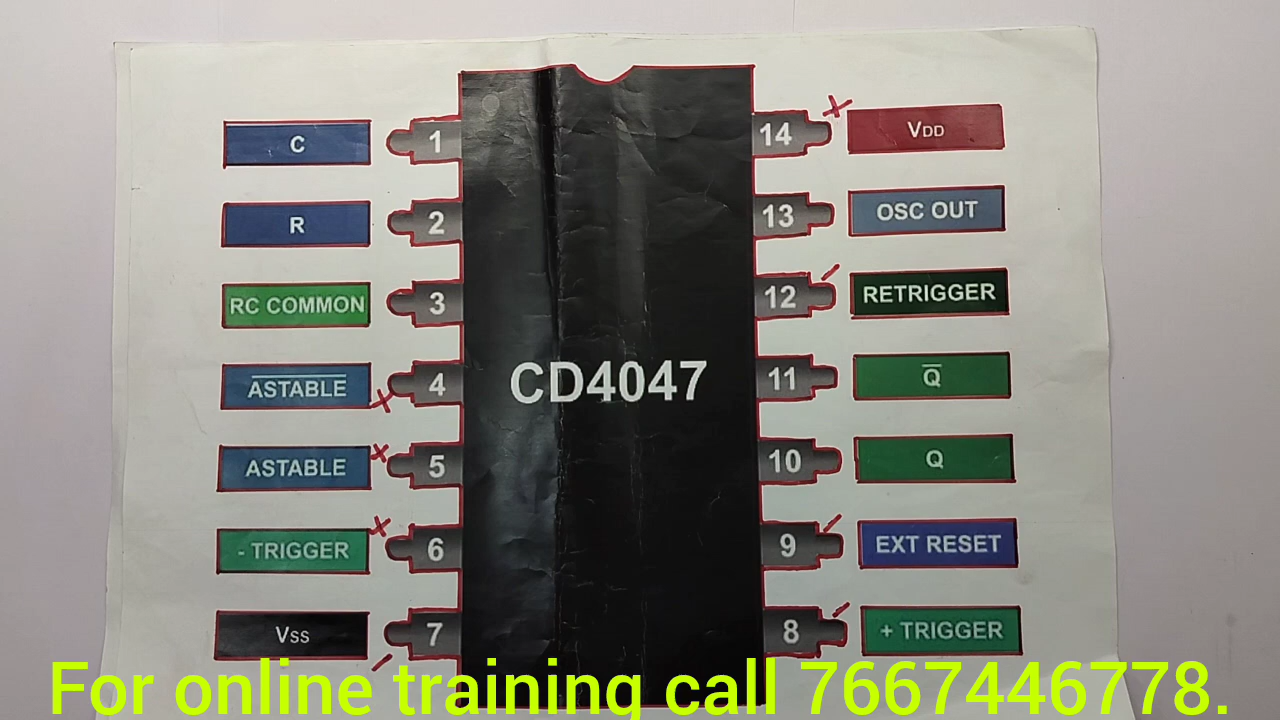 C 1 14 VDD
R 2 13 OSC OUT
RC COMMON 3 12 RETRIGGER
ASTABLE 4 CD4047 11 Q
ASTABLE 5 10 Q
- TRIGGER 6 9 EXT RESET
Vss 7 8 + TRIGGER
For online training call 7667446778.